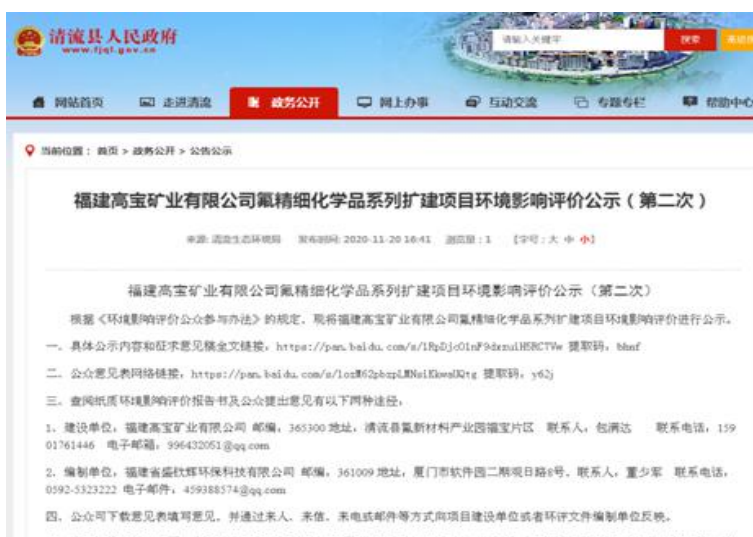 清流县人民政府
www.fjql.gov.cn
请输入关键字
搜索
网站首页 走进清流 政务公开 网上办事 互动交流 专题专栏 帮助中心
当前位置： 首页 > 政务公开 > 公告公示
福建高宝矿业有限公司氟精细化学品系列扩建项目环境影响评价公示（第二次）
来源: 清流生态环境局 发布时间: 2020-11-20 16:41 浏览量：1 【字号：大 中 小】
福建高宝矿业有限公司氟精细化学品系列扩建项目环境影响评价公示（第二次）
根据《环境影响评价公众参与办法》的规定，现将福建高宝矿业有限公司氟精细化学品系列扩建项目环境影响评价进行公示。
一、具体公示内容和征求意见稿全文链接，https://pan.baidu.com/s/ 提取码，bhnf
二、公众意见表网络链接，https://pan.baidu.com/s/ 提取码，y62j
三、查阅纸质环境影响评价报告书及公众提出意见有以下两种途径，
1、建设单位，福建高宝矿业有限公司 邮编，365300 地址，清流县氟新材料产业园福宝片区 联系人，包满达 联系电话，159
01761446 电子邮箱，996432051@qq.com
2、编制单位，福建省盛钦辉环保科技有限公司 邮编，361009 地址，厦门市软件园二期观日路8号、联系人，董少军 联系电话，
0592-5323222 电子邮件，459388574@qq.com
四、公众可下载意见表填写意见，并通过来人、来信、来电或邮件等方式向项目建设单位或者环评文件编制单位反映。